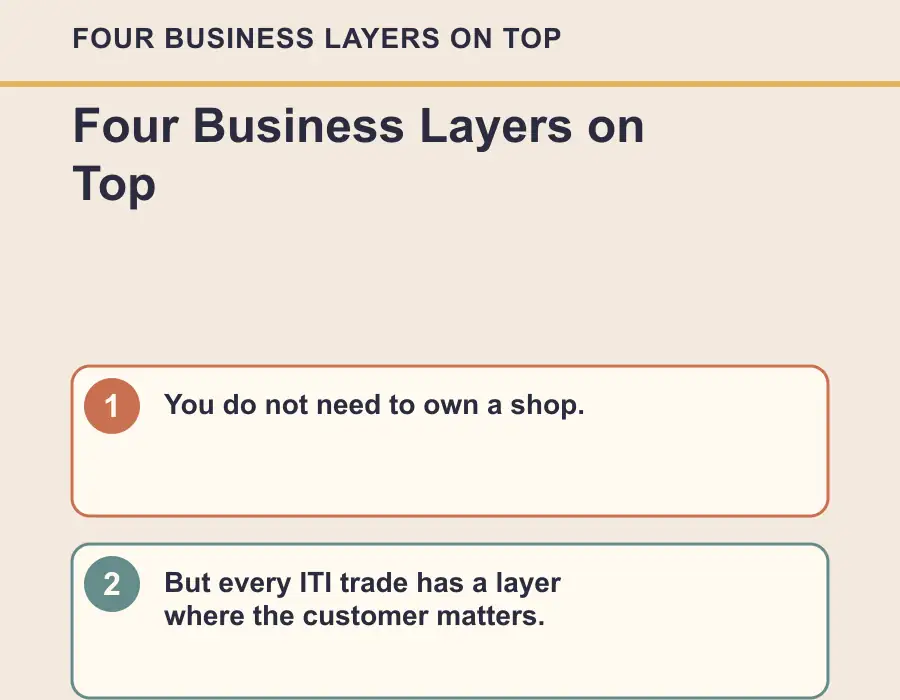 FOUR BUSINESS LAYERS ON TOP
Four Business Layers on
Top
1
You do not need to own a shop.
2
But every ITI trade has a layer
where the customer matters.